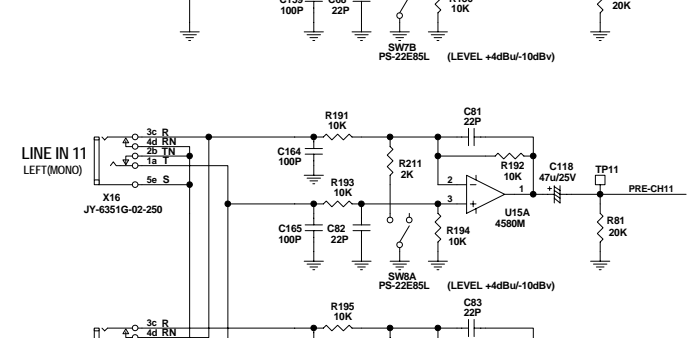 100P
22P
10K
20K
SW7B
PS-22E85L (LEVEL +4dBu/-10dBv)
R191
10K
C81
22P
3c R
4d RN
2b TN
1a T
5e S
LINE IN 11
LEFT(MONO)
X16
JY-6351G-02-250
C164
100P
R211
2K
R192
10K
C118
47u/25V
+
TP11
R193
10K
2
-
3
+
1
PRE-CH11
U15A
4580M
C165
100P
C82
22P
R194
10K
R81
20K
SW8A
PS-22E85L (LEVEL +4dBu/-10dBv)
R195
10K
C83
22P
3c R
4d RN